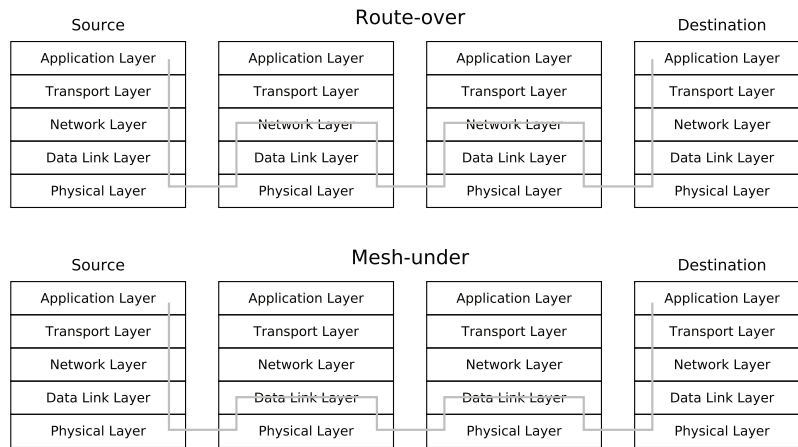 Route-over
Source Destination
Application Layer Application Layer Application Layer Application Layer
Transport Layer Transport Layer Transport Layer Transport Layer
Network Layer Network Layer Network Layer Network Layer
Data Link Layer Data Link Layer Data Link Layer Data Link Layer
Physical Layer Physical Layer Physical Layer Physical Layer
Mesh-under
Source Destination
Application Layer Application Layer Application Layer Application Layer
Transport Layer Transport Layer Transport Layer Transport Layer
Network Layer Network Layer Network Layer Network Layer
Data Link Layer Data Link Layer Data Link Layer Data Link Layer
Physical Layer Physical Layer Physical Layer Physical Layer